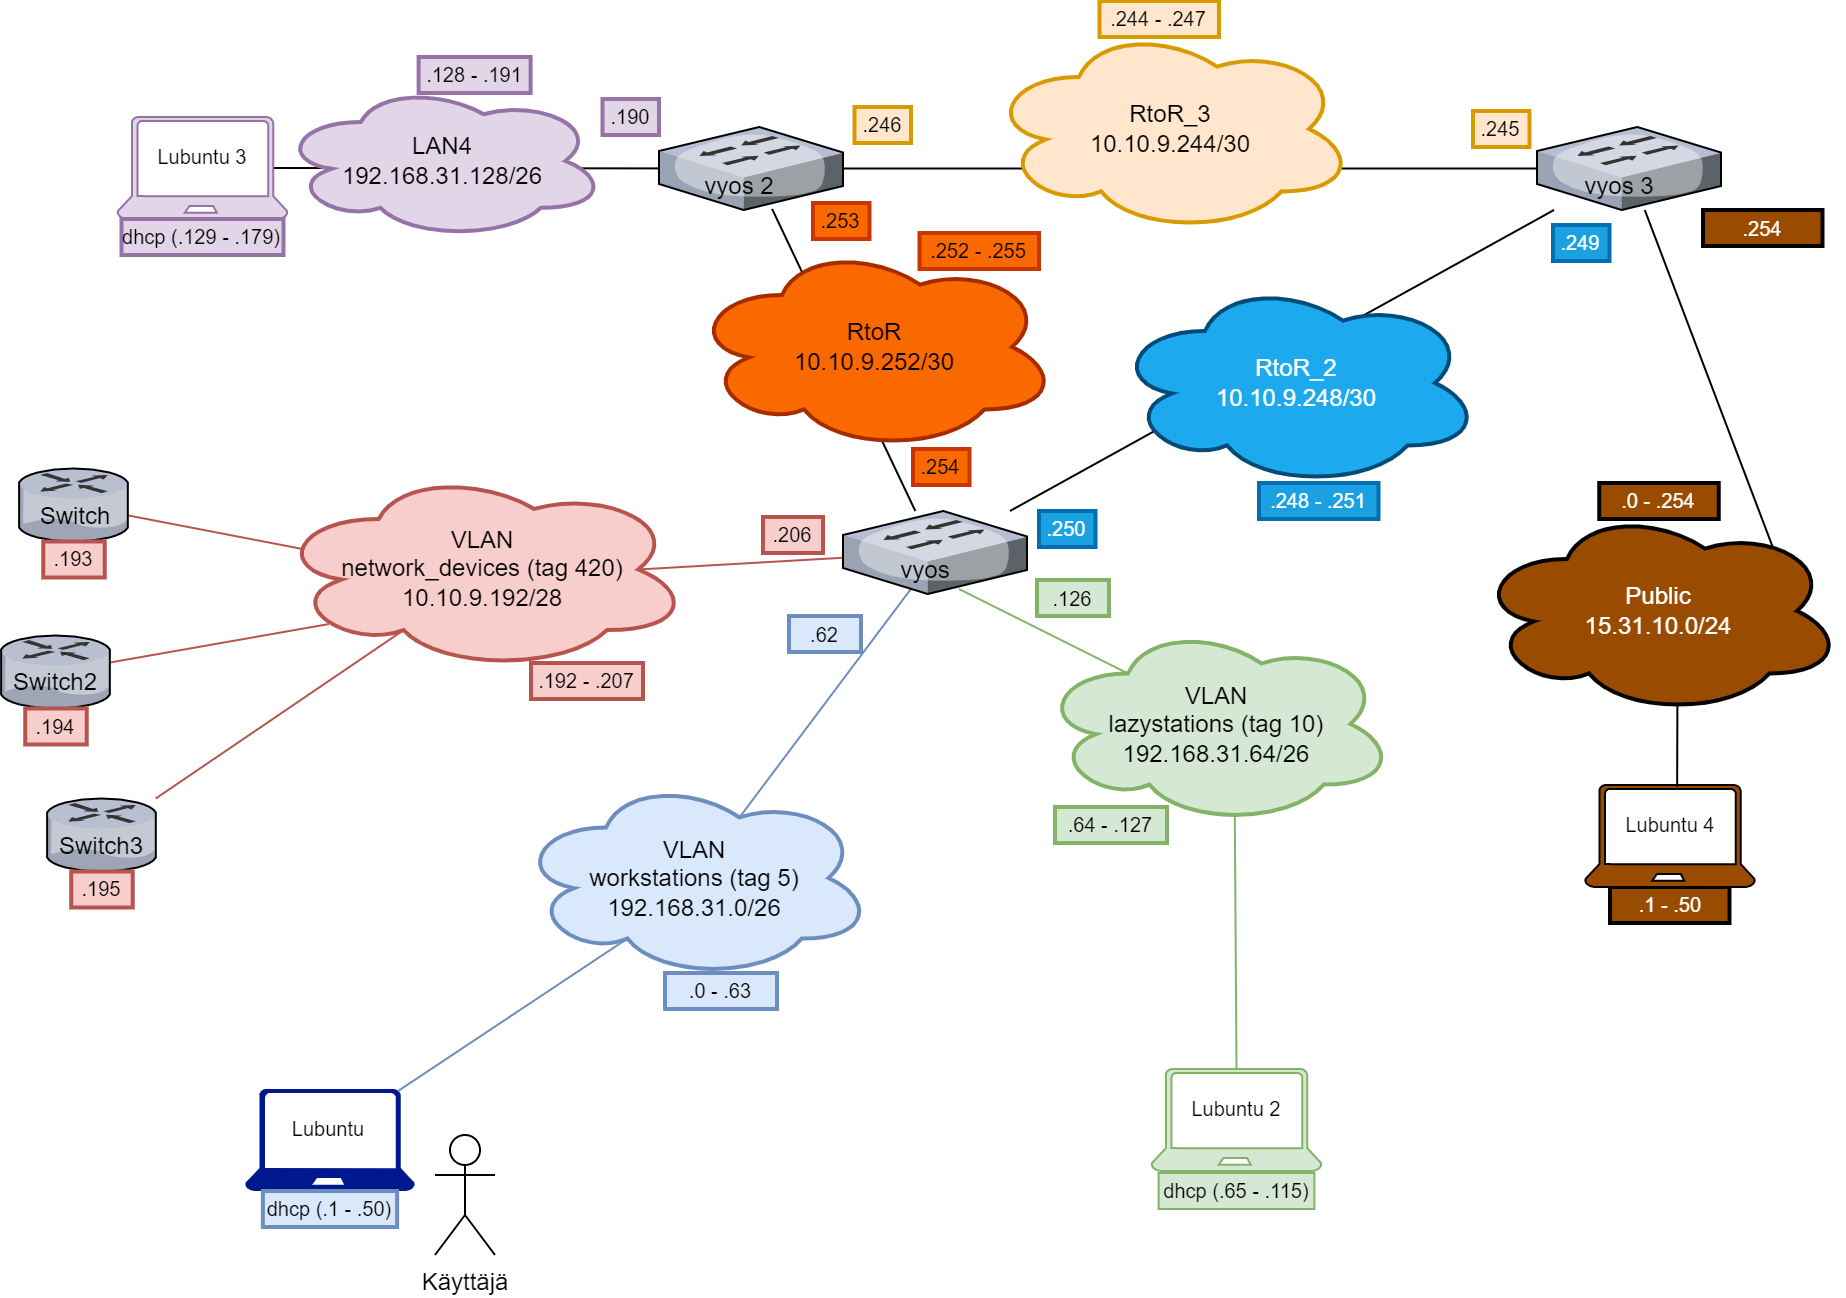 .244 - .247
.128 - .191
.190
.246
.245
RtoR_3
10.10.9.244/30
Lubuntu 3
LAN4
192.168.31.128/26
vyos 2
vyos 3
dhcp (.129 - .179)
.253
.252 - .255
.249
.254
RtoR
10.10.9.252/30
RtoR_2
10.10.9.248/30
.254
.248 - .251
.0 - .254
Switch
.193
VLAN
network_devices (tag 420)
10.10.9.192/28
.206
vyos
.250
.126
.62
Public
15.31.10.0/24
Switch2
.194
.192 - .207
VLAN
lazystations (tag 10)
192.168.31.64/26
.64 - .127
Switch3
.195
VLAN
workstations (tag 5)
192.168.31.0/26
.0 - .63
Lubuntu 4
.1 - .50
Lubuntu
dhcp (.1 - .50)
Käyttäjä
Lubuntu 2
dhcp (.65 - .115)